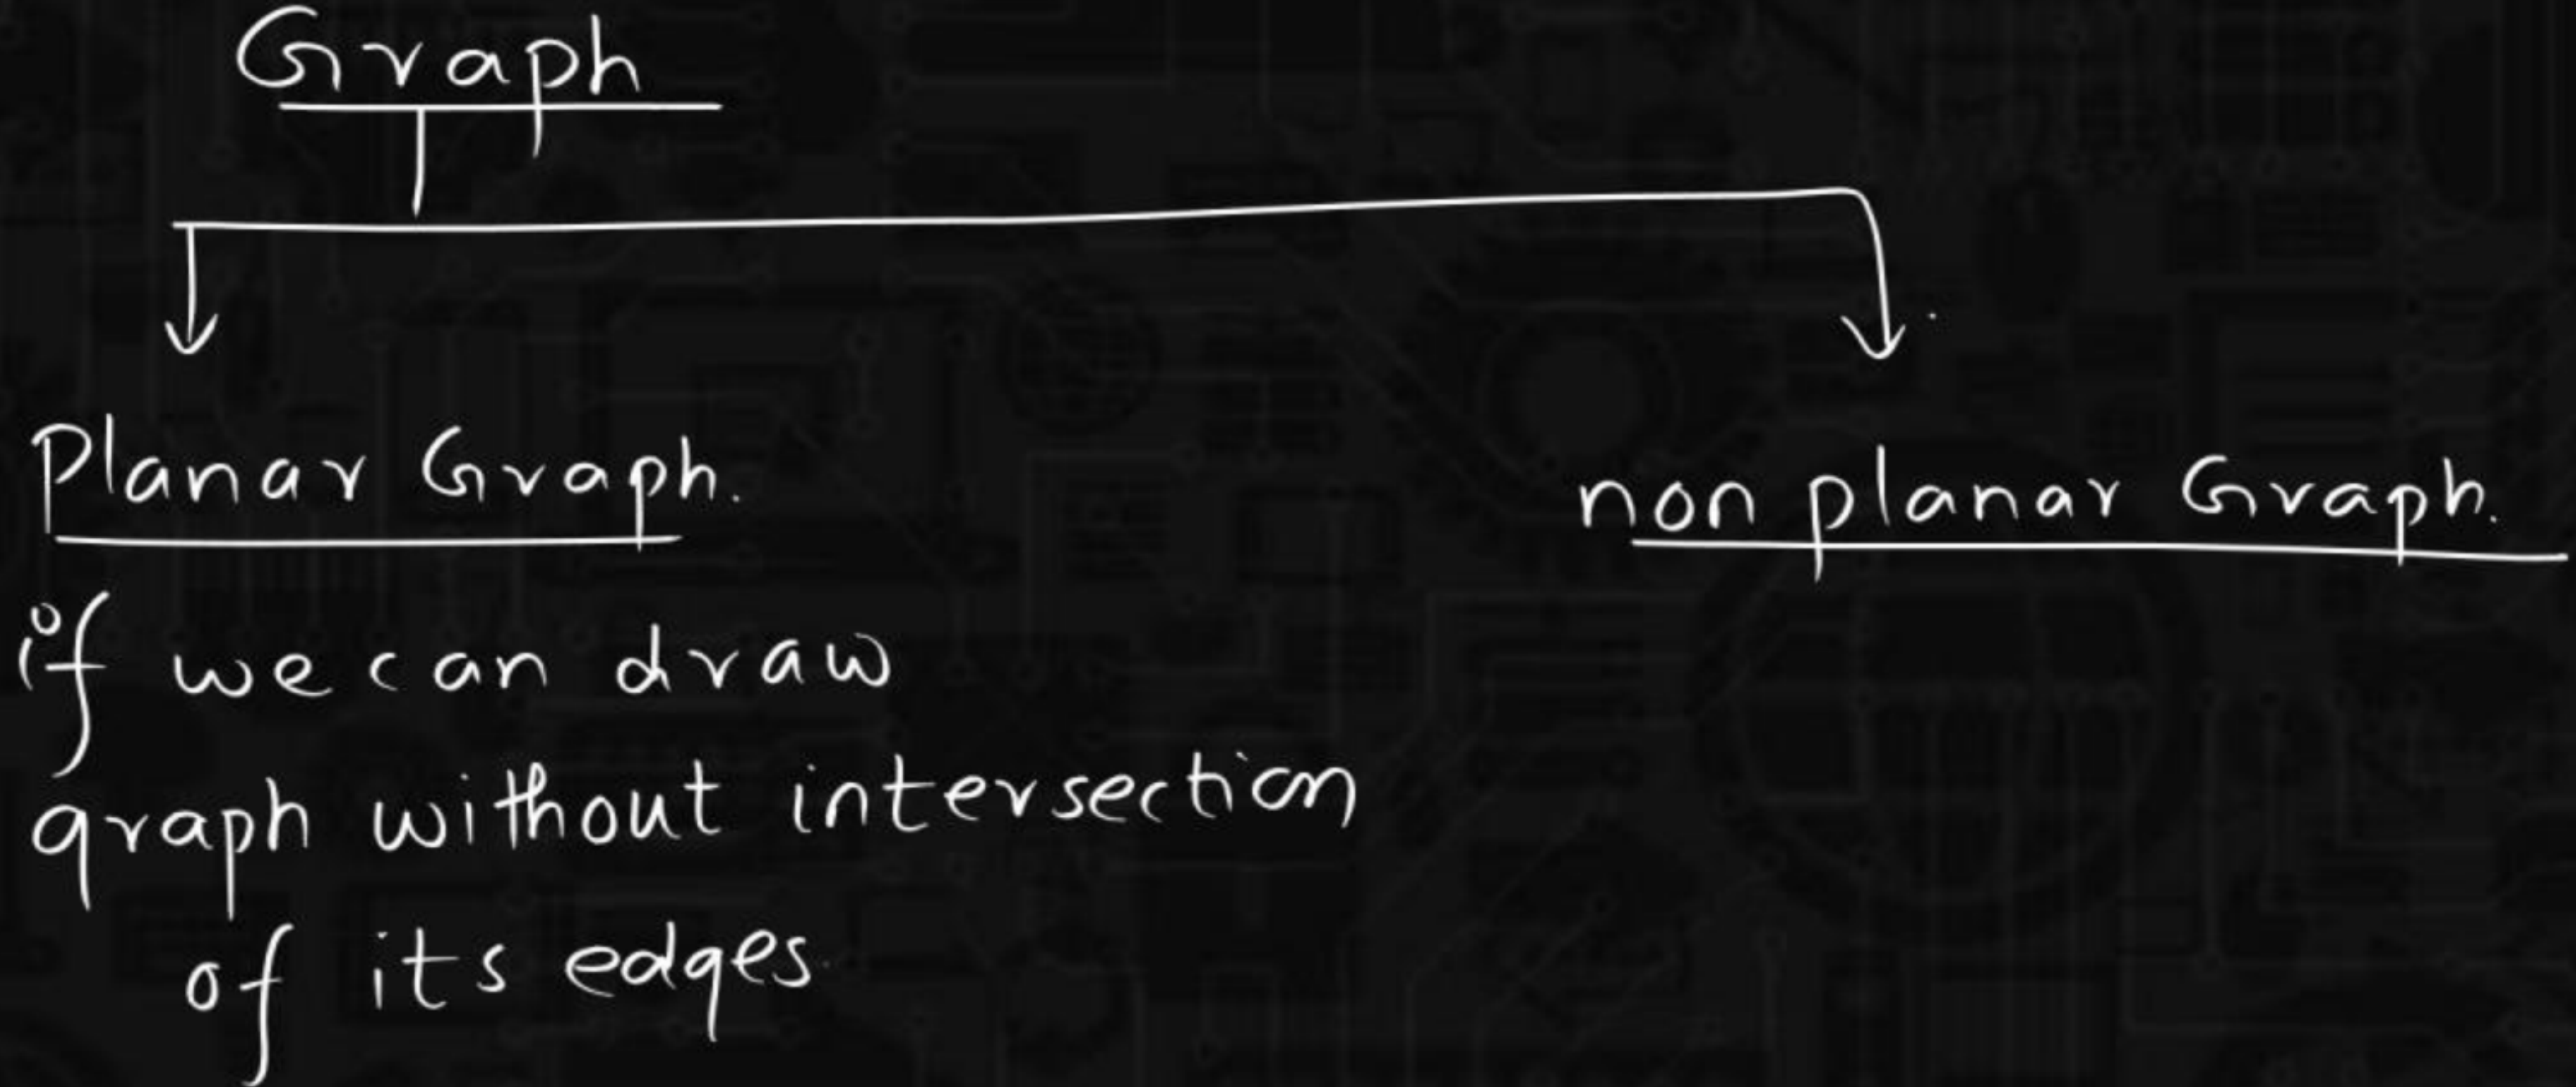 Graph
Planar Graph.
non planar Graph.
if we can draw
graph without intersection
of its edges.